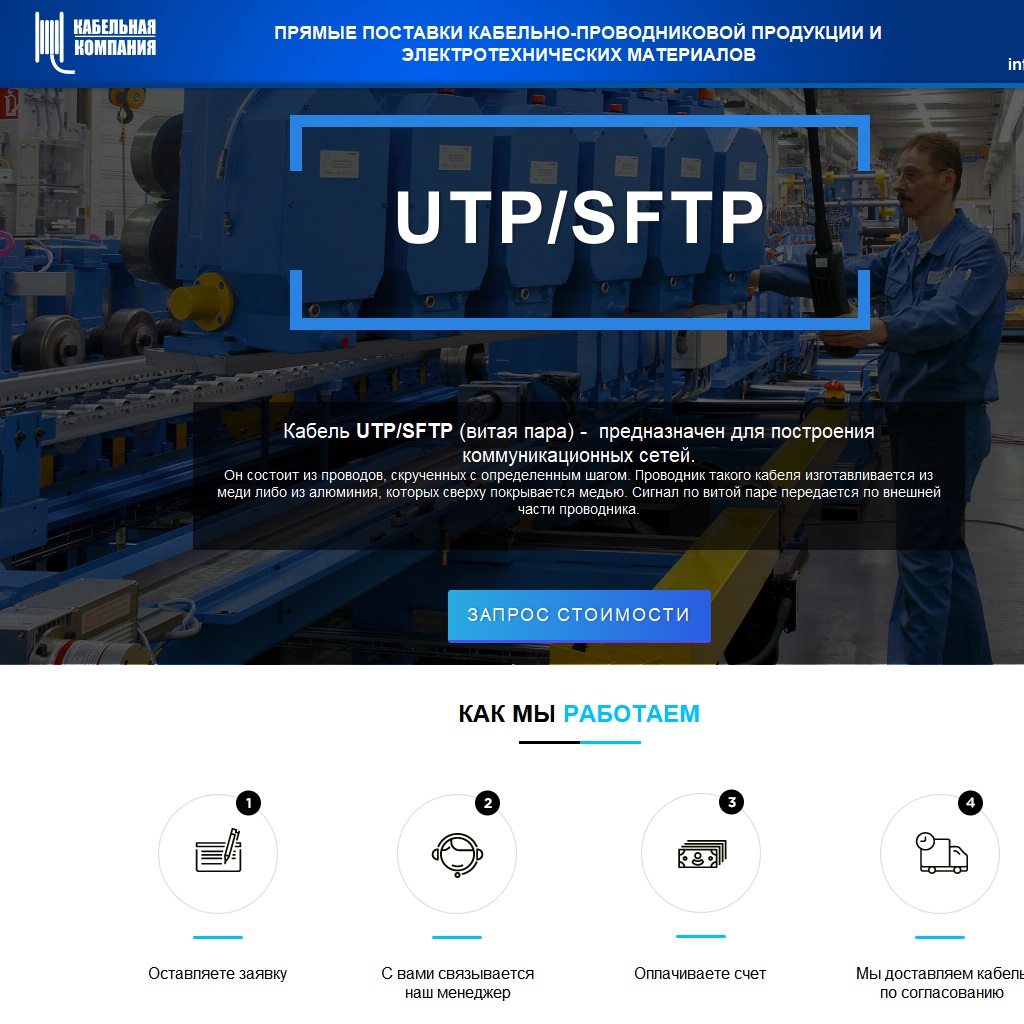 КАБЕЛЬНАЯ
КОМПАНИЯ
ПРЯМЫЕ ПОСТАВКИ КАБЕЛЬНО-ПРОВОДНИКОВОЙ ПРОДУКЦИИ И
ЭЛЕКТРОТЕХНИЧЕСКИХ МАТЕРИАЛОВ
UTP/SFTP
Кабель UTP/SFTP (витая пара) - предназначен для построения
коммуникационных сетей.
Он состоит из проводов, скрученных с определенным шагом. Проводник такого кабеля изготавливается из
меди либо из алюминия, которых сверху покрывается медью. Сигнал по витой паре передается по внешней
части проводника.
ЗАПРОС СТОИМОСТИ
КАК МЫ РАБОТАЕМ
1
2
3
4
Оставляете заявку
С вами связывается
наш менеджер
Оплачиваете счет
Мы доставляем кабель
по согласованию